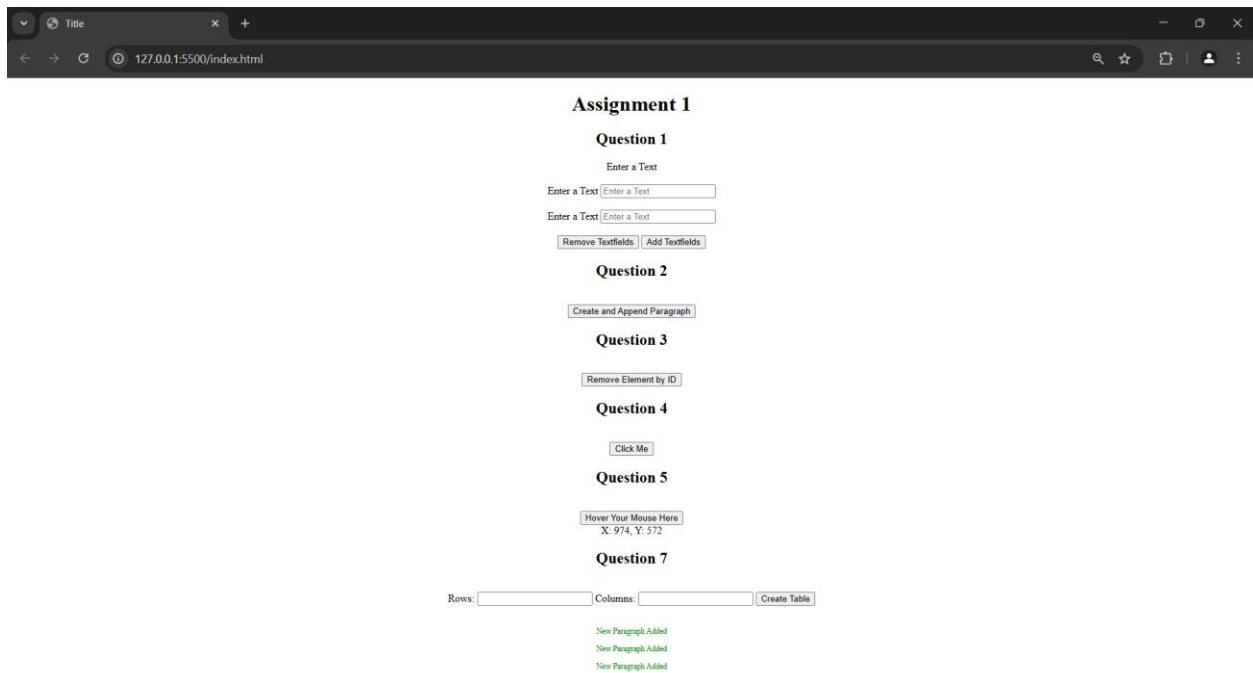 Title
127.0.0.1:5500/index.html
Assignment 1
Question 1
Enter a Text
Enter a Text Enter a Text
Enter a Text Enter a Text
Remove Textfields Add Textfields
Question 2
Create and Append Paragraph
Question 3
Remove Element by ID
Question 4
Click Me
Question 5
Hover Your Mouse Here
X: 974, Y: 572
Question 7
Rows: Columns: Create Table
New Paragraph Added
New Paragraph Added
New Paragraph Added